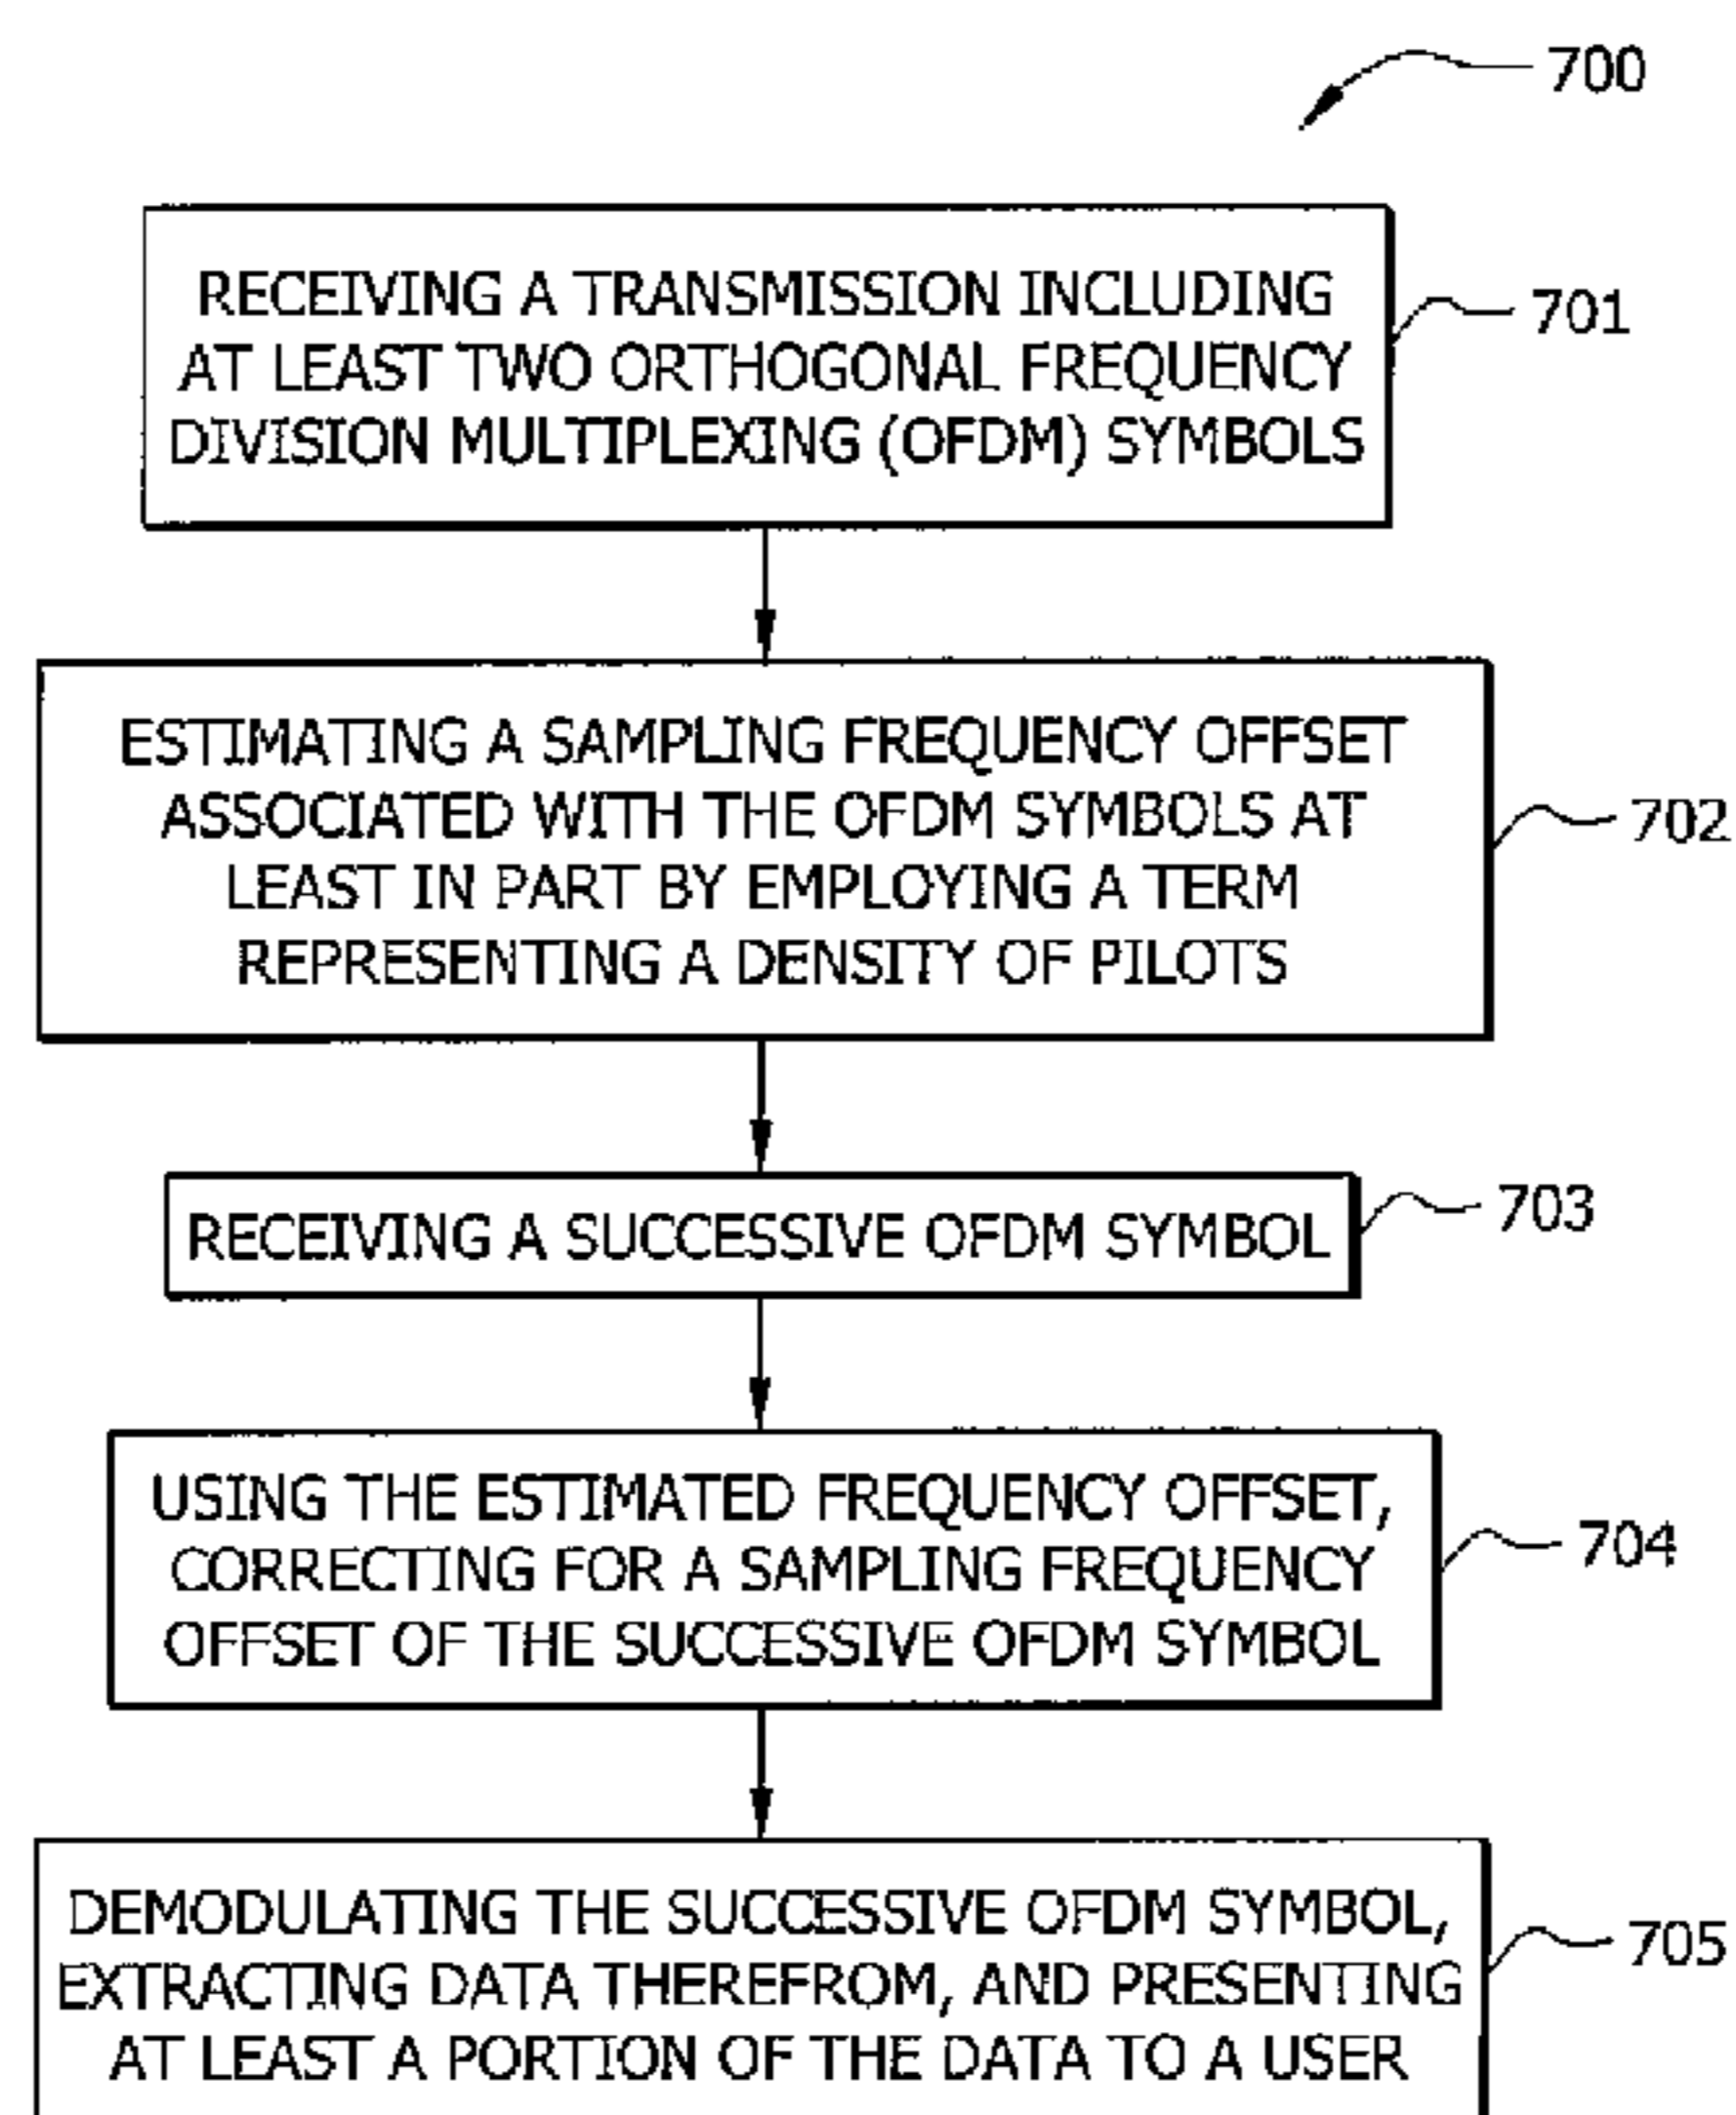 700
RECEIVING A TRANSMISSION INCLUDING
AT LEAST TWO ORTHOGONAL FREQUENCY
DIVISION MULTIPLEXING (OFDM) SYMBOLS
701
ESTIMATING A SAMPLING FREQUENCY OFFSET
ASSOCIATED WITH THE OFDM SYMBOLS AT
LEAST IN PART BY EMPLOYING A TERM
REPRESENTING A DENSITY OF PILOTS
702
RECEIVING A SUCCESSIVE OFDM SYMBOL
703
USING THE ESTIMATED FREQUENCY OFFSET,
CORRECTING FOR A SAMPLING FREQUENCY
OFFSET OF THE SUCCESSIVE OFDM SYMBOL
704
DEMODULATING THE SUCCESSIVE OFDM SYMBOL,
EXTRACTING DATA THEREFROM, AND PRESENTING
AT LEAST A PORTION OF THE DATA TO A USER
705